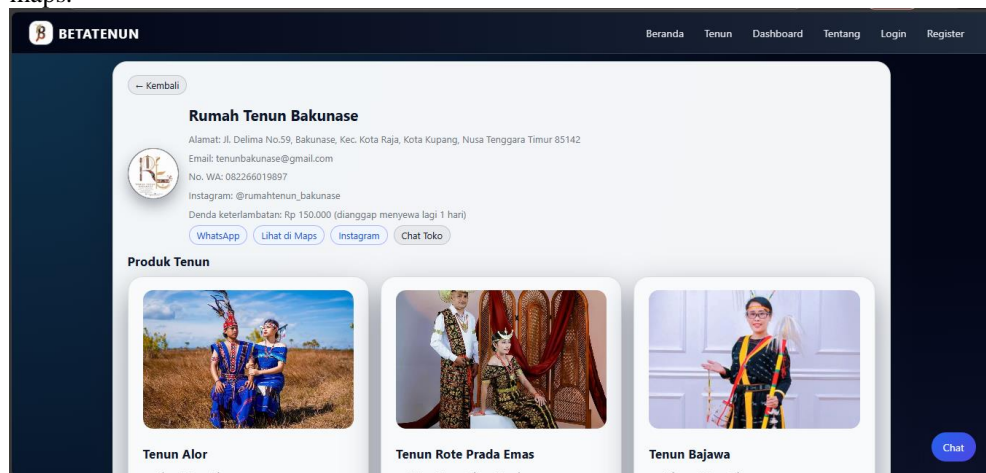 maps.
BETATENUN
Beranda Tenun Dashboard Tentang Login Register
← Kembali
Rumah Tenun Bakunase
Alamat: Jl. Delima No.59, Bakunase, Kec. Kota Raja, Kota Kupang, Nusa Tenggara Timur 85142
Email: tenunbakunase@gmail.com
No. WA: 082266019897
Instagram: @rumahtenun_bakunase
Denda keterlambatan: Rp 150.000 (dianggap menyewa lagi 1 hari)
WhatsApp Lihat di Maps Instagram Chat Toko
Produk Tenun
Tenun Alor Tenun Rote Prada Emas Tenun Bajawa
Chat